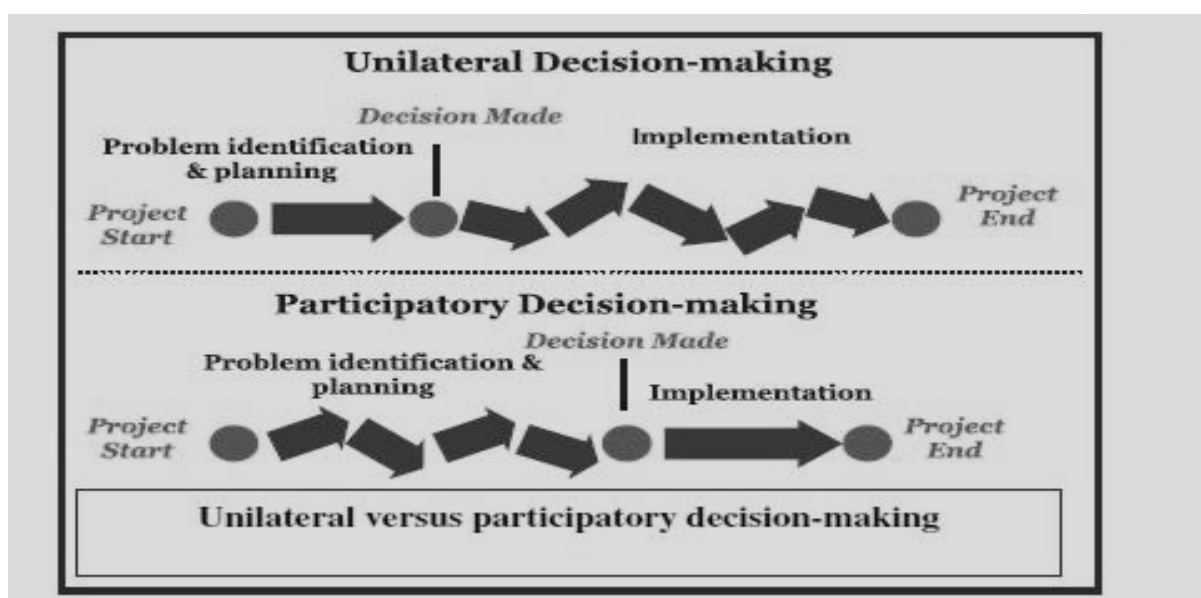 Unilateral Decision-making
Decision Made
Implementation
Problem identification
& planning
Project
Start
Project
End
Participatory Decision-making
Decision Made
Problem identification &
planning
Implementation
Project
Start
Project
End
Unilateral versus participatory decision-making